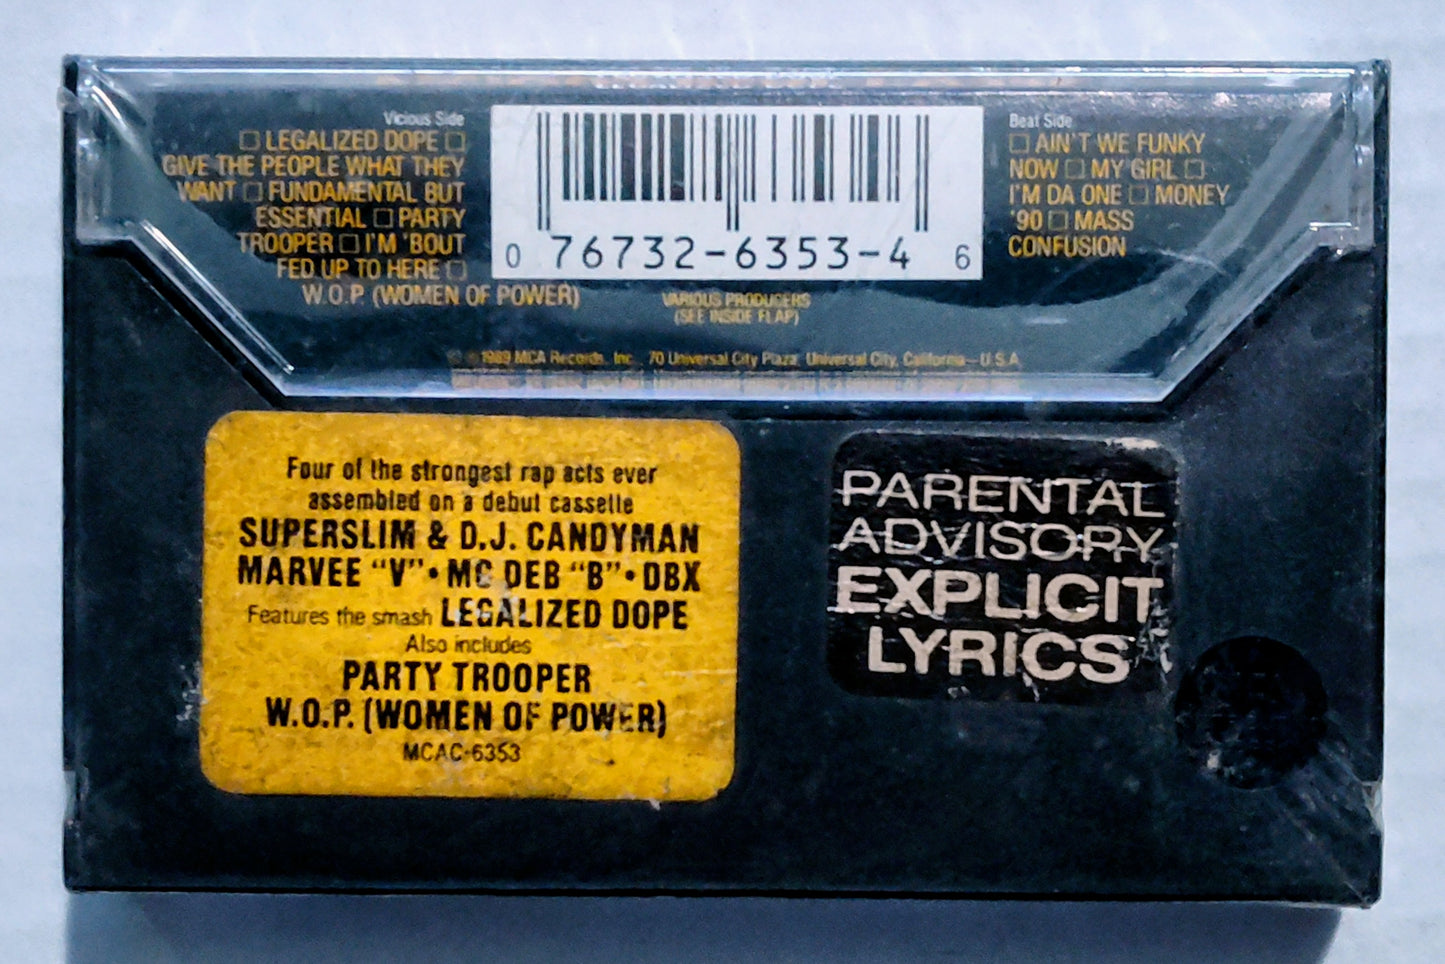 Vicious Side
□ LEGALIZED DOPE □
GIVE THE PEOPLE WHAT THEY
WANT □ FUNDAMENTAL BUT
ESSENTIAL □ PARTY
TROOPER □ I'M 'BOUT
FED UP TO HERE □
W.O.P. (WOMEN OF POWER)
0 76732-6353-4 6
VARIOUS PRODUCERS
(SEE INSIDE FLAP)
Beat Side
□ AIN'T WE FUNKY
NOW □ MY GIRL □
I'M DA ONE □ MONEY
'90 □ MASS
CONFUSION
1989 MCA Records, Inc., 70 Universal City Plaza, Universal City, California—U.S.A.
Four of the strongest rap acts ever
assembled on a debut cassette
SUPERSLIM & D.J. CANDYMAN
MARVEE "V" • MC DEB "B" • DBX
Features the smash LEGALIZED DOPE
Also includes
PARTY TROOPER
W.O.P. (WOMEN OF POWER)
MCAC-6353
PARENTAL
ADVISORY
EXPLICIT
LYRICS